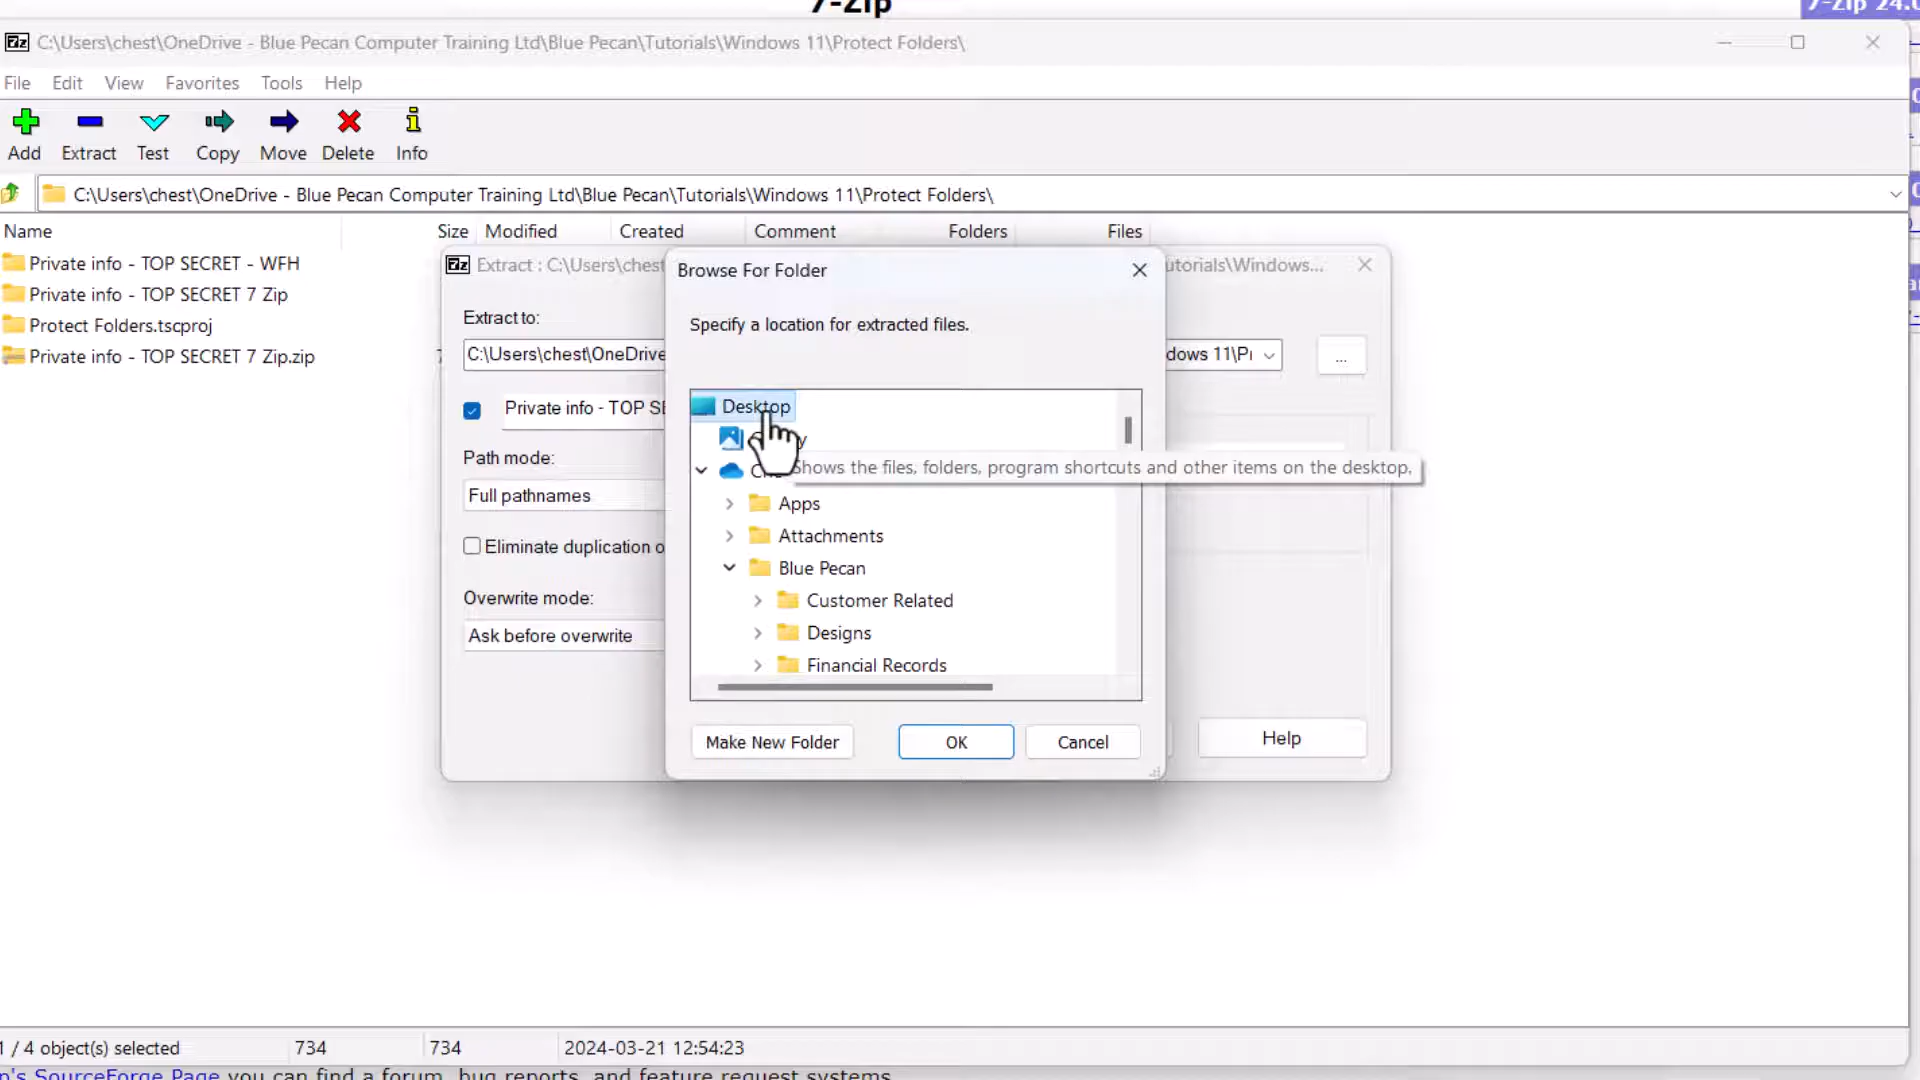 7-Zip
C:\Users\chest\OneDrive - Blue Pecan Computer Training Ltd\Blue Pecan\Tutorials\Windows 11\Protect Folders\
File Edit View Favorites Tools Help
Add Extract Test Copy Move Delete Info
C:\Users\chest\OneDrive - Blue Pecan Computer Training Ltd\Blue Pecan\Tutorials\Windows 11\Protect Folders\
Name Size Modified Created Comment Folders Files
Private info - TOP SECRET - WFH
Private info - TOP SECRET 7 Zip
Protect Folders.tscproj
Private info - TOP SECRET 7 Zip.zip
Extract : C:\Users\chest
utorials\Windows...
Extract to:
C:\Users\chest\OneDrive
dows 11\
...
Private info - TOP
Path mode:
Full pathnames
Eliminate duplication
Overwrite mode:
Ask before overwrite
Help
Browse For Folder
Specify a location for extracted files.
Desktop
Shows the files, folders, program shortcuts and other items on the desktop.
Apps
Attachments
Blue Pecan
Customer Related
Designs
Financial Records
Make New Folder OK Cancel
1 / 4 object(s) selected 734 734 2024-03-21 12:54:23
p's SourceForge Page you can find a forum, bug reports, and feature request systems.